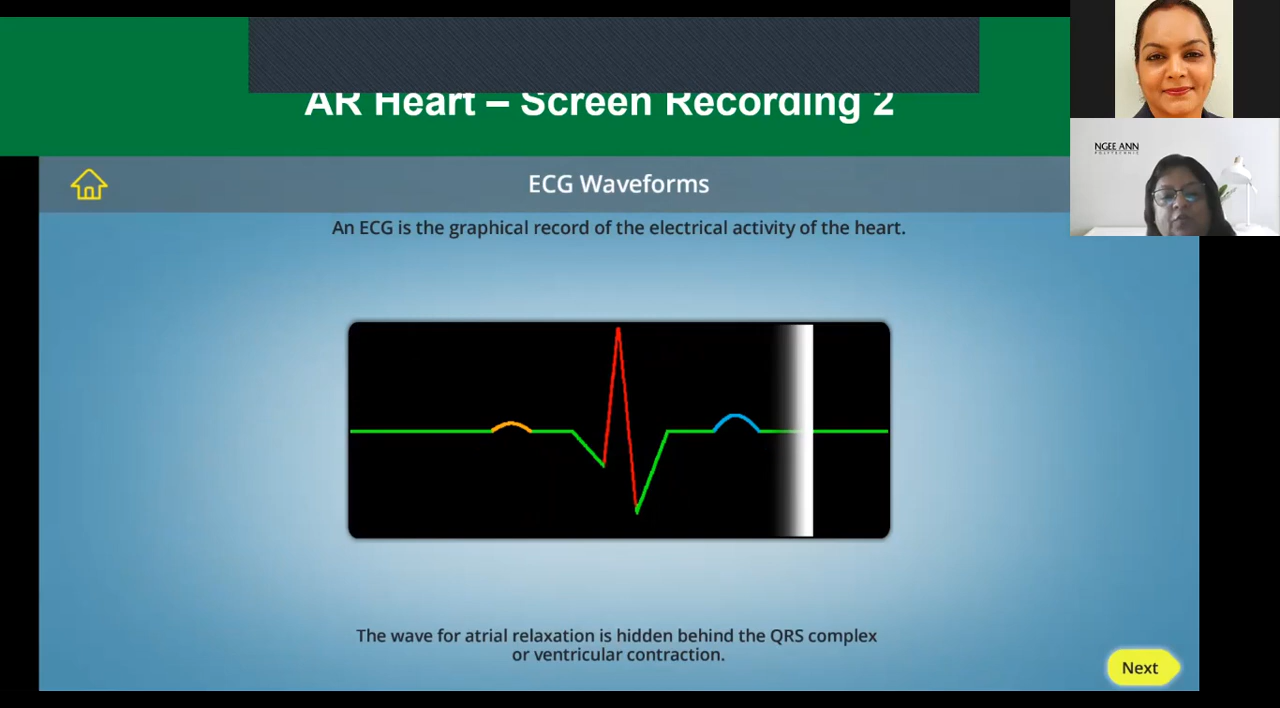 AR Heart – Screen Recording 2
NGEE ANN
POLYTECHNIC
ECG Waveforms
An ECG is the graphical record of the electrical activity of the heart.
The wave for atrial relaxation is hidden behind the QRS complex
or ventricular contraction.
Next